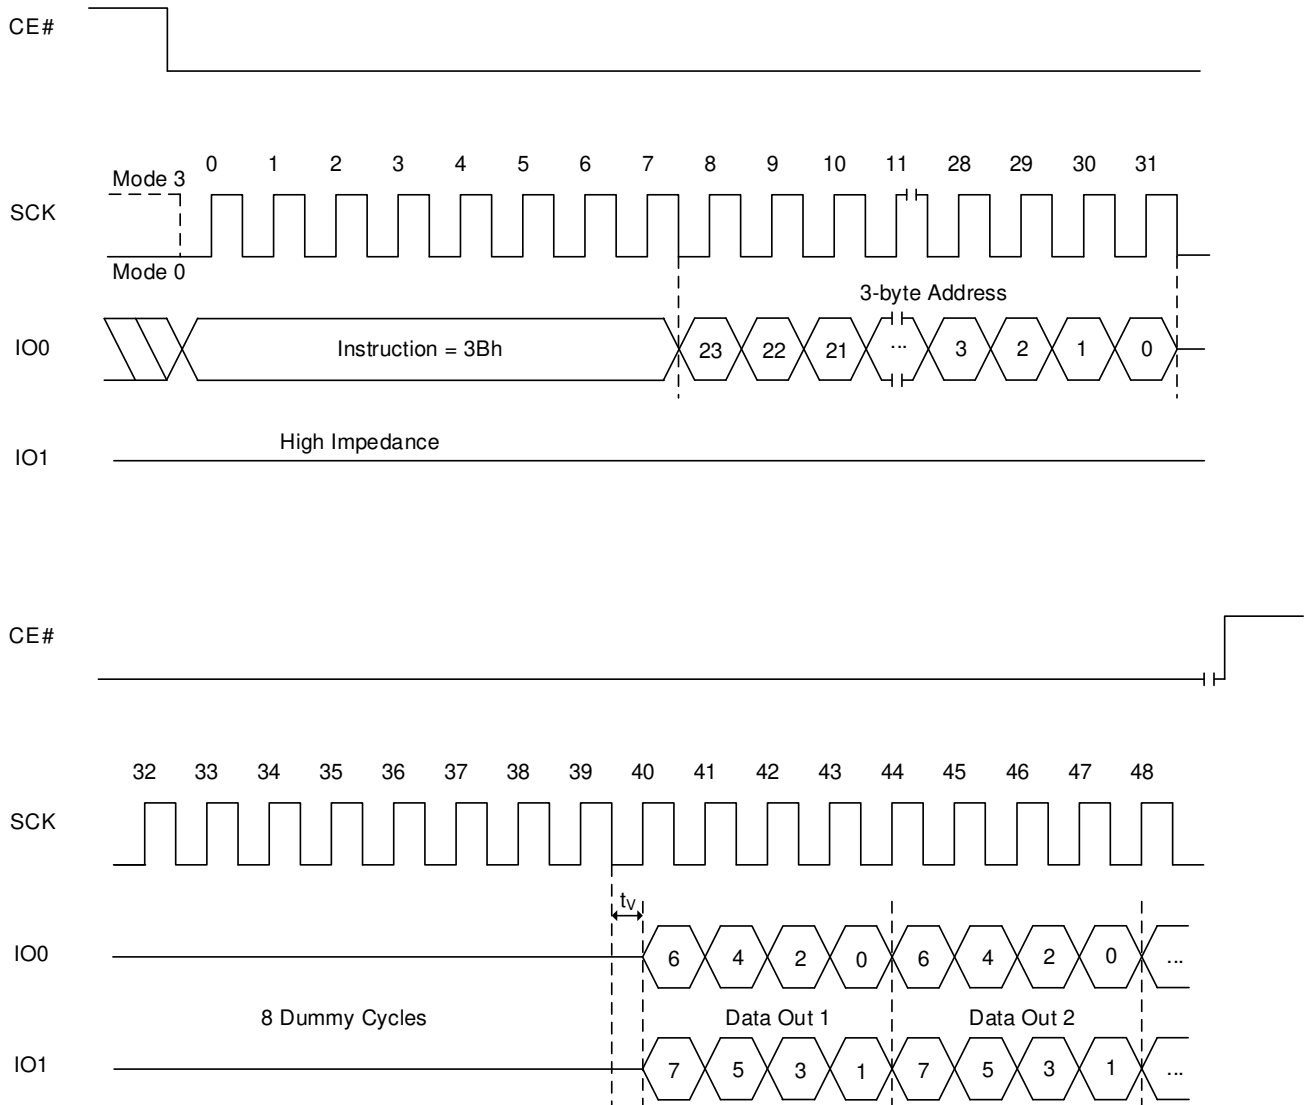 CE#
0 1 2 3 4 5 6 7 8 9 10 11 28 29 30 31
Mode 3
SCK
Mode 0
3-byte Address
IO0 Instruction = 3Bh 23 22 21 ... 3 2 1 0
High Impedance
IO1
CE#
32 33 34 35 36 37 38 39 40 41 42 43 44 45 46 47 48
SCK
tV
IO0 6 4 2 0 6 4 2 0 ...
8 Dummy Cycles Data Out 1 Data Out 2
IO1 7 5 3 1 7 5 3 1 ...